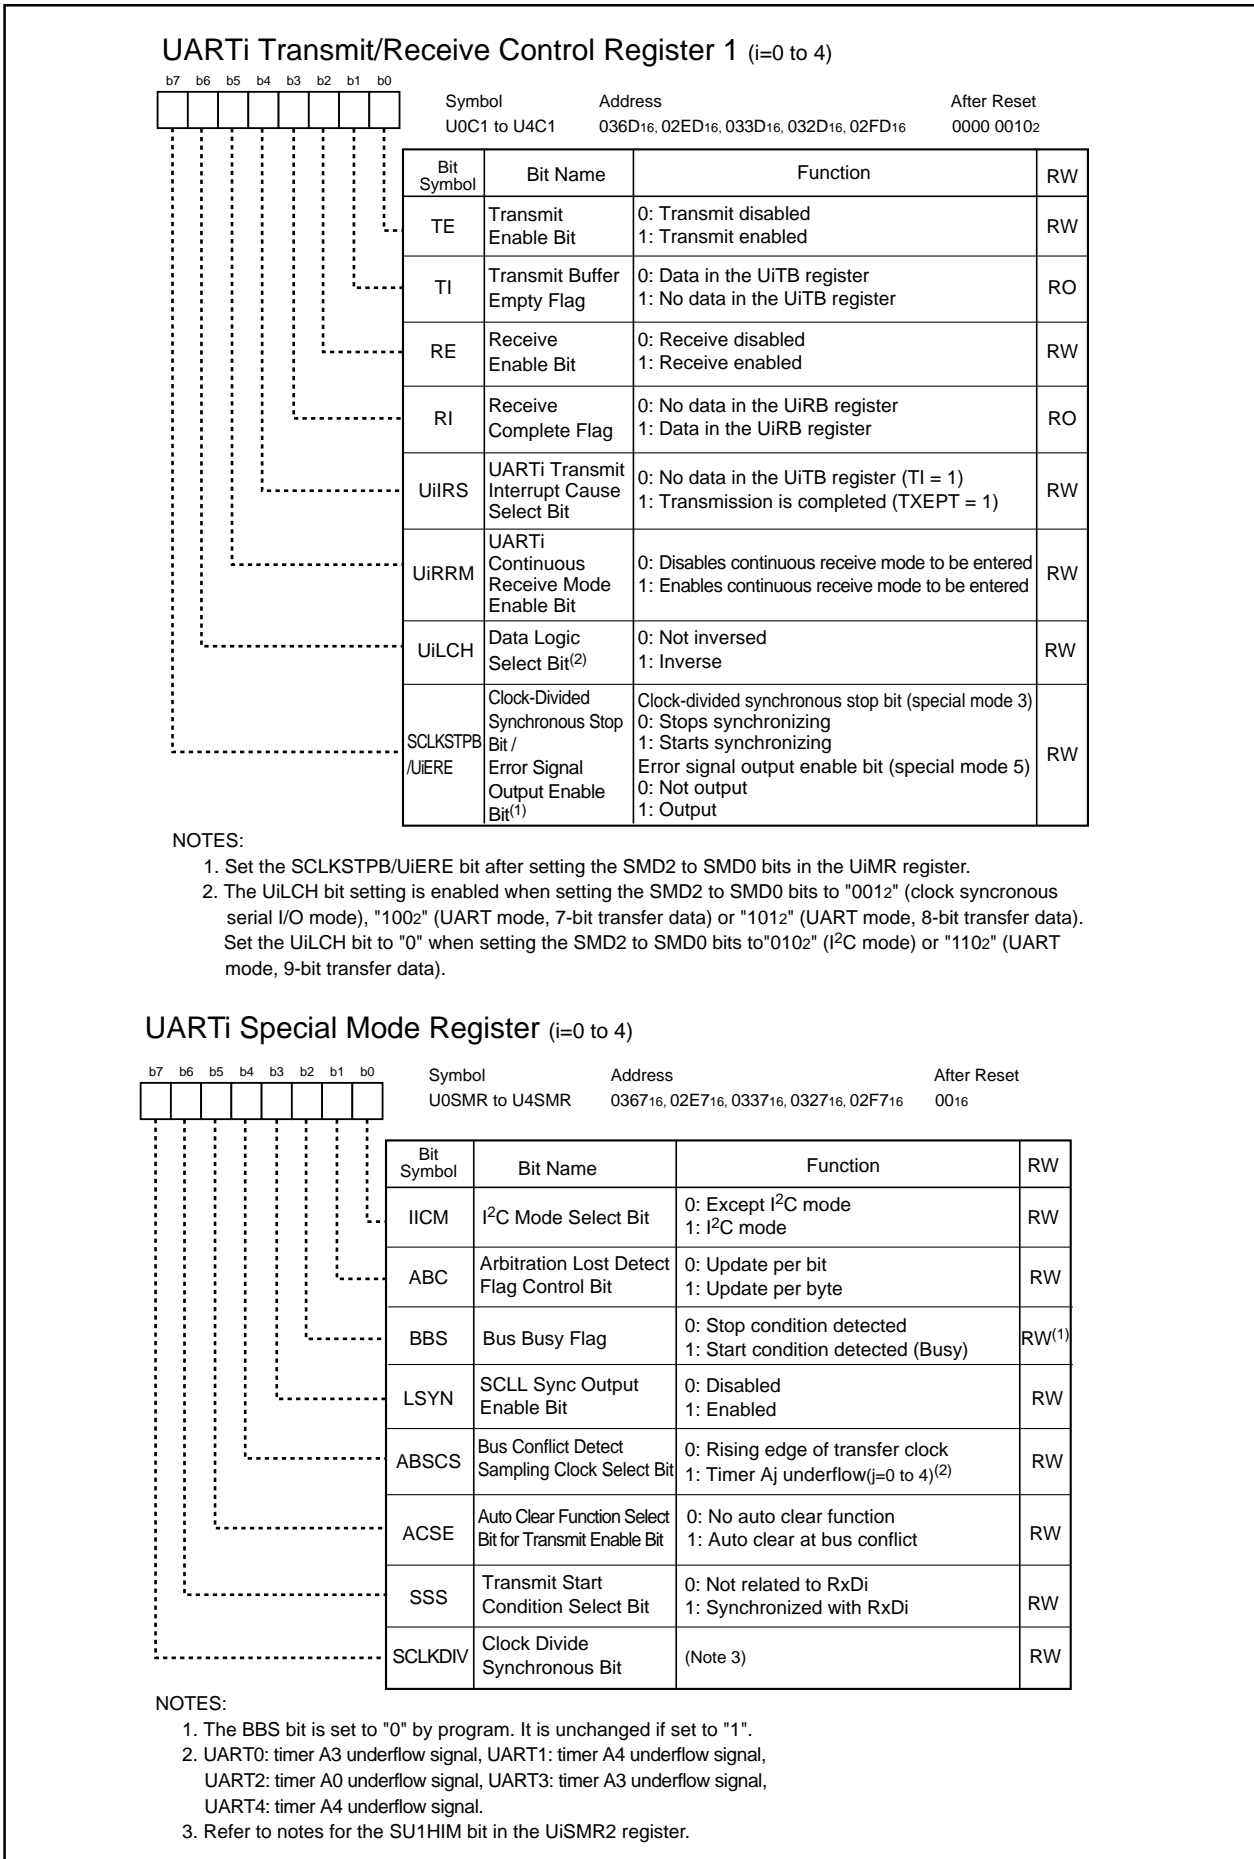 UARTi Transmit/Receive Control Register 1 (i=0 to 4)
b7 b6 b5 b4 b3 b2 b1 b0
Symbol Address After Reset
U0C1 to U4C1 036D16, 02ED16, 033D16, 032D16, 02FD16 0000 00102
Bit Symbol Bit Name Function RW
TE Transmit Enable Bit 0: Transmit disabled
1: Transmit enabled RW
TI Transmit Buffer Empty Flag 0: Data in the UiTB register
1: No data in the UiTB register RO
RE Receive Enable Bit 0: Receive disabled
1: Receive enabled RW
RI Receive Complete Flag 0: No data in the UiRB register
1: Data in the UiRB register RO
UiIRS UARTi Transmit Interrupt Cause Select Bit 0: No data in the UiTB register (TI = 1)
1: Transmission is completed (TXEPT = 1) RW
UiRRM UARTi Continuous Receive Mode Enable Bit 0: Disables continuous receive mode to be entered
1: Enables continuous receive mode to be entered RW
UiLCH Data Logic Select Bit(2) 0: Not inversed
1: Inverse RW
SCLKSTPB /UiERE Clock-Divided Synchronous Stop Bit / Error Signal Output Enable Bit(1) Clock-divided synchronous stop bit (special mode 3)
0: Stops synchronizing
1: Starts synchronizing
Error signal output enable bit (special mode 5)
0: Not output
1: Output RW
NOTES:
1. Set the SCLKSTPB/UiERE bit after setting the SMD2 to SMD0 bits in the UiMR register.
2. The UiLCH bit setting is enabled when setting the SMD2 to SMD0 bits to "0012" (clock syncronous
serial I/O mode), "1002" (UART mode, 7-bit transfer data) or "1012" (UART mode, 8-bit transfer data).
Set the UiLCH bit to "0" when setting the SMD2 to SMD0 bits to"0102" (I2C mode) or "1102" (UART
mode, 9-bit transfer data).
UARTi Special Mode Register (i=0 to 4)
b7 b6 b5 b4 b3 b2 b1 b0
Symbol Address After Reset
U0SMR to U4SMR 036716, 02E716, 033716, 032716, 02F716 0016
Bit Symbol Bit Name Function RW
IICM I2C Mode Select Bit 0: Except I2C mode
1: I2C mode RW
ABC Arbitration Lost Detect Flag Control Bit 0: Update per bit
1: Update per byte RW
BBS Bus Busy Flag 0: Stop condition detected
1: Start condition detected (Busy) RW(1)
LSYN SCLL Sync Output Enable Bit 0: Disabled
1: Enabled RW
ABSCS Bus Conflict Detect Sampling Clock Select Bit 0: Rising edge of transfer clock
1: Timer Aj underflow(j=0 to 4)(2) RW
ACSE Auto Clear Function Select Bit for Transmit Enable Bit 0: No auto clear function
1: Auto clear at bus conflict RW
SSS Transmit Start Condition Select Bit 0: Not related to RxDi
1: Synchronized with RxDi RW
SCLKDIV Clock Divide Synchronous Bit (Note 3) RW
NOTES:
1. The BBS bit is set to "0" by program. It is unchanged if set to "1".
2. UART0: timer A3 underflow signal, UART1: timer A4 underflow signal,
UART2: timer A0 underflow signal, UART3: timer A3 underflow signal,
UART4: timer A4 underflow signal.
3. Refer to notes for the SU1HIM bit in the UiSMR2 register.